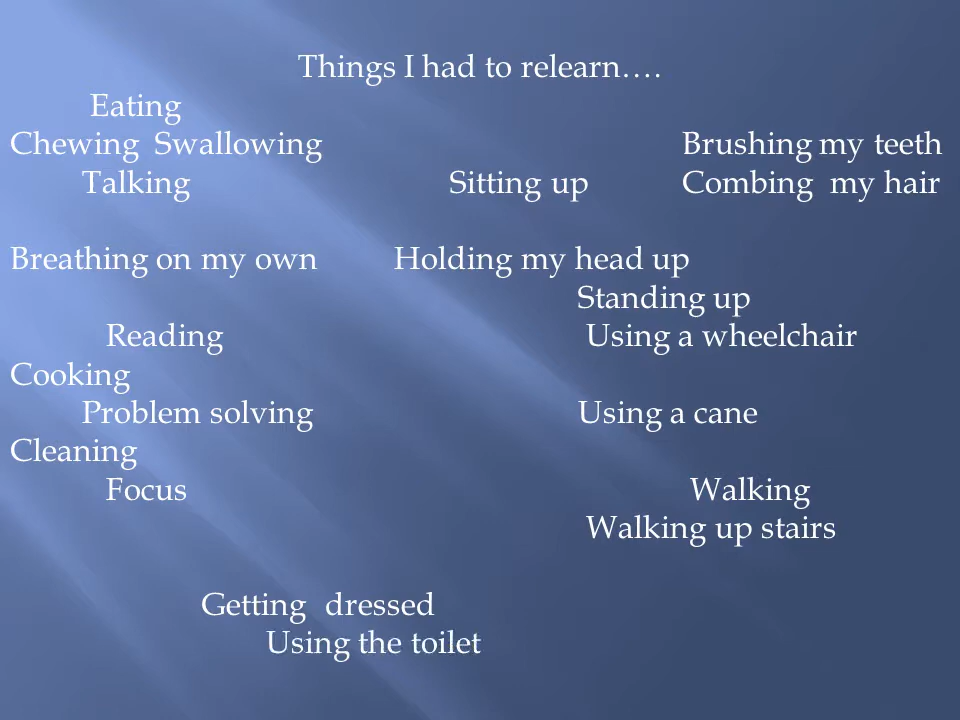 Things I had to relearn….
Eating
Chewing Swallowing Brushing my teeth
Talking Sitting up Combing my hair
Breathing on my own Holding my head up
Standing up
Reading Using a wheelchair
Cooking
Problem solving Using a cane
Cleaning
Focus Walking
Walking up stairs
Getting dressed
Using the toilet